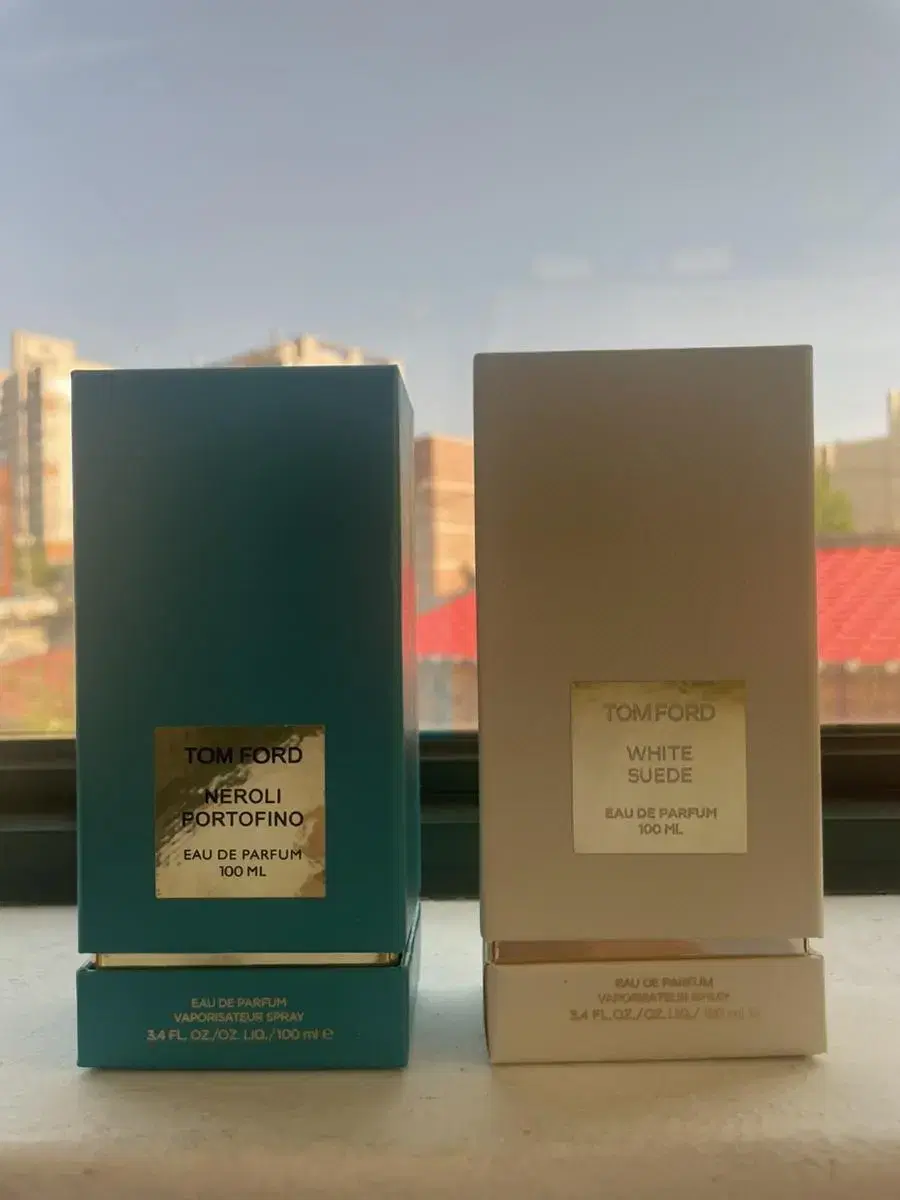 TOM FORD
NEROLI
PORTOFINO
EAU DE PARFUM
100 ML
EAU DE PARFUM
VAPORISATEUR SPRAY
3.4 FL. OZ./OZ. LIQ./100 ml e
TOM FORD
WHITE
SUEDE
EAU DE PARFUM
100 ML
EAU DE PARFUM
VAPORISATEUR SPRAY
3.4 FL. OZ./OZ. LIQ./ 100 ml e